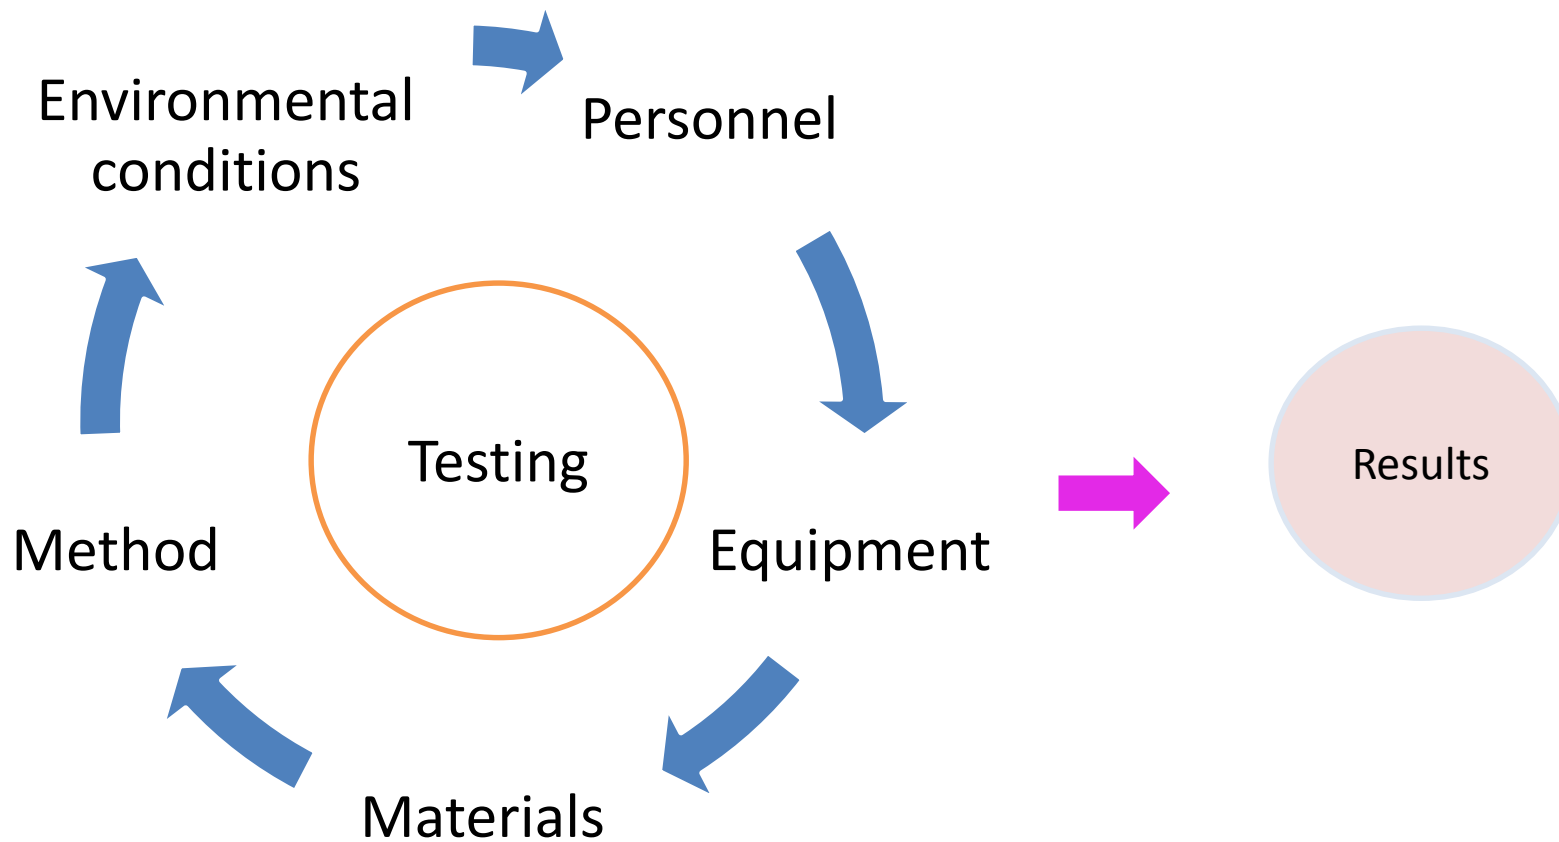 Environmental
conditions
Personnel
Testing
Results
Method
Equipment
Materials